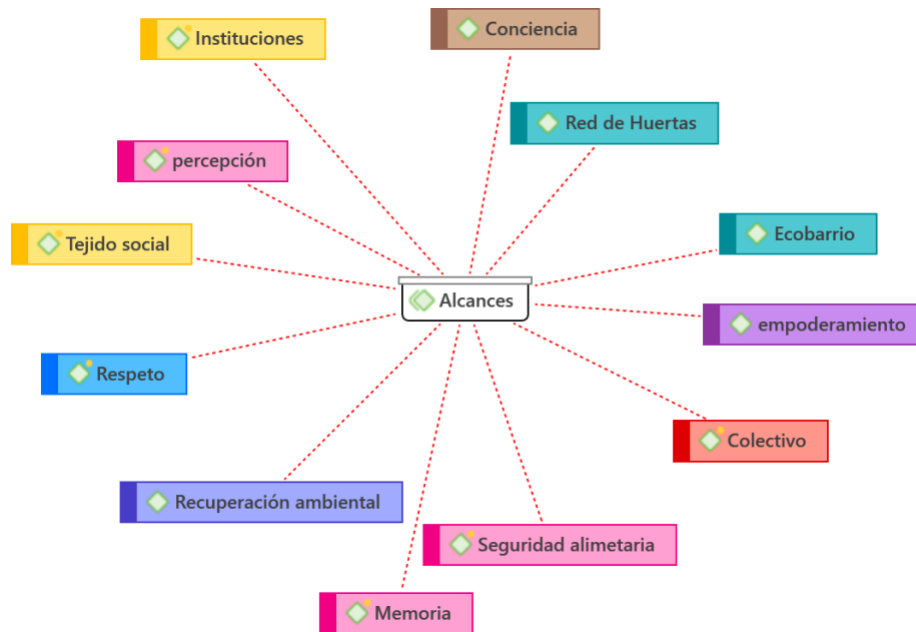 Conciencia
Instituciones
Red de Huertas
percepción
Ecobarrio
Tejido social
Alcances
empoderamiento
Respeto
Colectivo
Recuperación ambiental
Seguridad alimetaria
Memoria